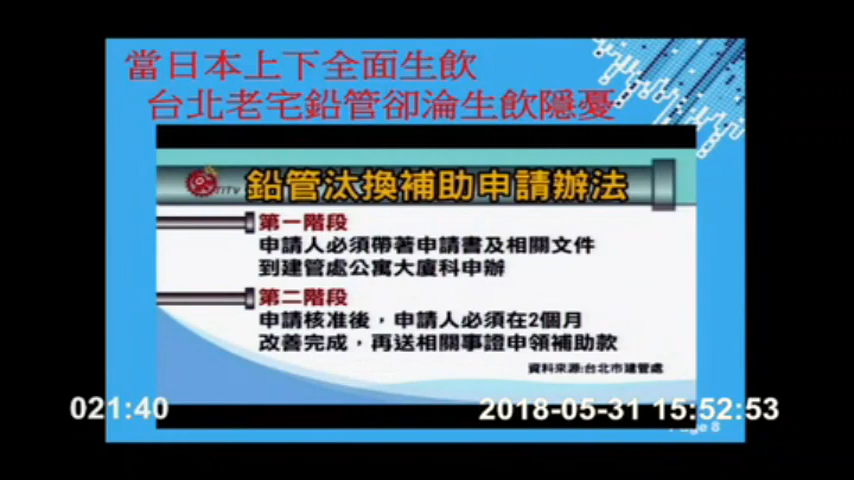 當日本上下全面生飲
台北老宅鉛管卻淪生飲隱憂
TITV
鉛管汰換補助申請辦法
第一階段
申請人必須帶著申請書及相關文件
到建管處公寓大廈科申辦
第二階段
申請核准後，申請人必須在2個月
改善完成，再送相關事證申領補助款
資料來源:台北市建管處
021:40
2018-05-31 15:52:53
Page 8